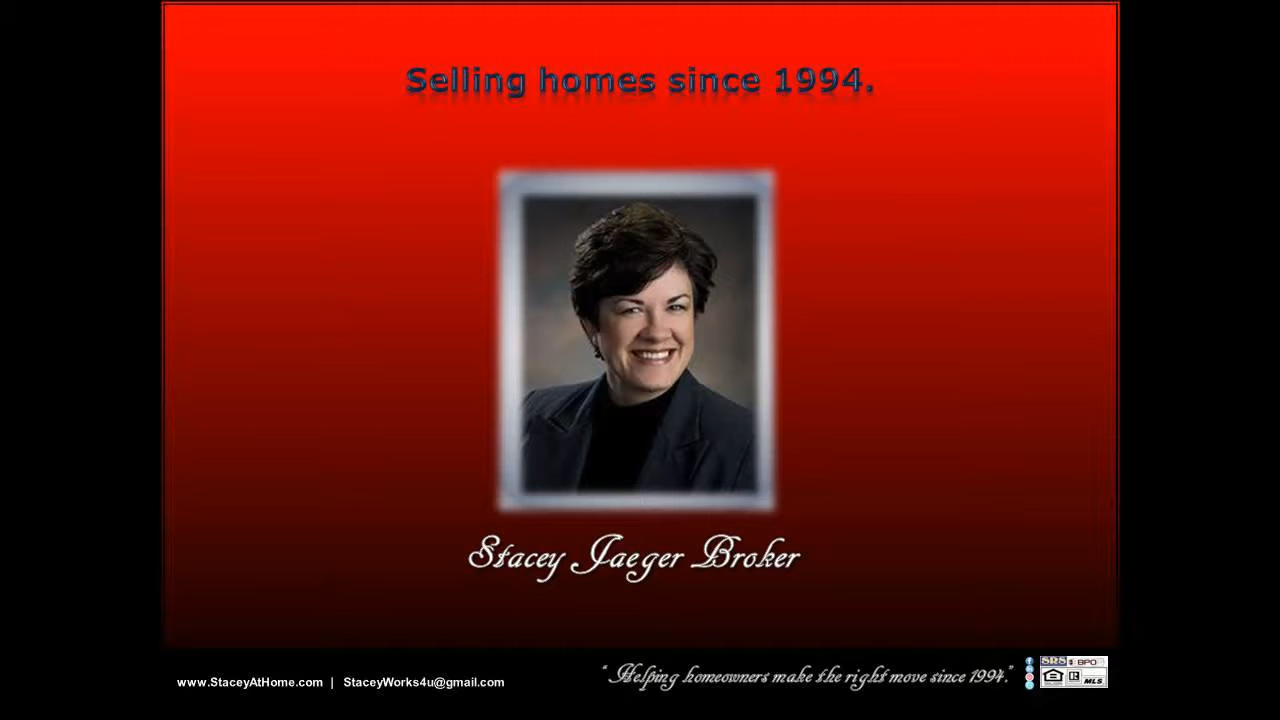 Selling homes since 1994.
Stacey Jaeger Broker
www.StaceyAtHome.com | StaceyWorks4u@gmail.com
“Helping homeowners make the right move since 1994.”
SRS BPO
R MLS